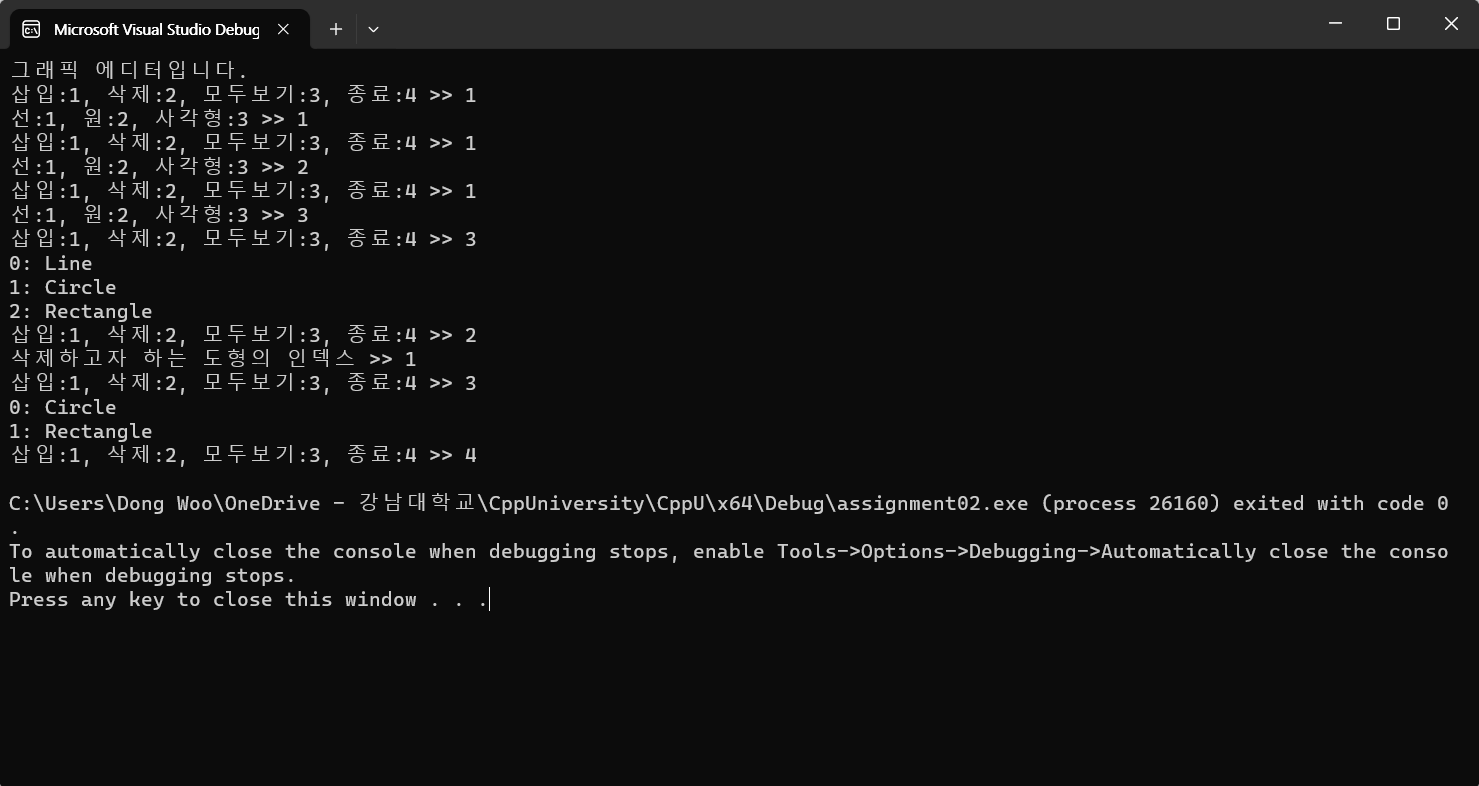 Microsoft Visual Studio Debug
그래픽 에디터입니다.
삽입:1, 삭제:2, 모두보기:3, 종료:4 >> 1
선:1, 원:2, 사각형:3 >> 1
삽입:1, 삭제:2, 모두보기:3, 종료:4 >> 1
선:1, 원:2, 사각형:3 >> 2
삽입:1, 삭제:2, 모두보기:3, 종료:4 >> 1
선:1, 원:2, 사각형:3 >> 3
삽입:1, 삭제:2, 모두보기:3, 종료:4 >> 3
0: Line
1: Circle
2: Rectangle
삽입:1, 삭제:2, 모두보기:3, 종료:4 >> 2
삭제하고자 하는 도형의 인덱스 >> 1
삽입:1, 삭제:2, 모두보기:3, 종료:4 >> 3
0: Circle
1: Rectangle
삽입:1, 삭제:2, 모두보기:3, 종료:4 >> 4
C:\Users\Dong Woo\OneDrive - 강남대학교\CppUniversity\CppU\x64\Debug\assignment02.exe (process 26160) exited with code 0
.
To automatically close the console when debugging stops, enable Tools->Options->Debugging->Automatically close the conso
le when debugging stops.
Press any key to close this window . . .